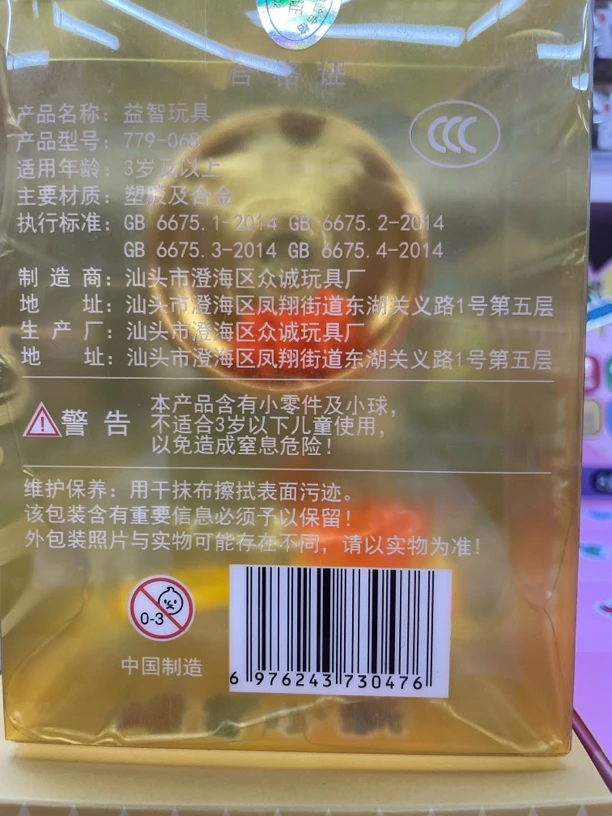 合格证
产品名称：益智玩具
CCC
产品型号：779-068
适用年龄：3岁及以上
主要材质：塑胶及合金
执行标准：GB 6675.1-2014 GB 6675.2-2014
GB 6675.3-2014 GB 6675.4-2014
制造商：汕头市澄海区众诚玩具厂
地址：汕头市澄海区凤翔街道东湖关义路1号第五层
生产厂：汕头市澄海区众诚玩具厂
地址：汕头市澄海区凤翔街道东湖关义路1号第五层
警告
本产品含有小零件及小球，
不适合3岁以下儿童使用，
以免造成窒息危险！
维护保养：用干抹布擦拭表面污迹。
该包装含有重要信息必须予以保留！
外包装照片与实物可能存在不同，请以实物为准！
0-3
中国制造
6 976243 730476